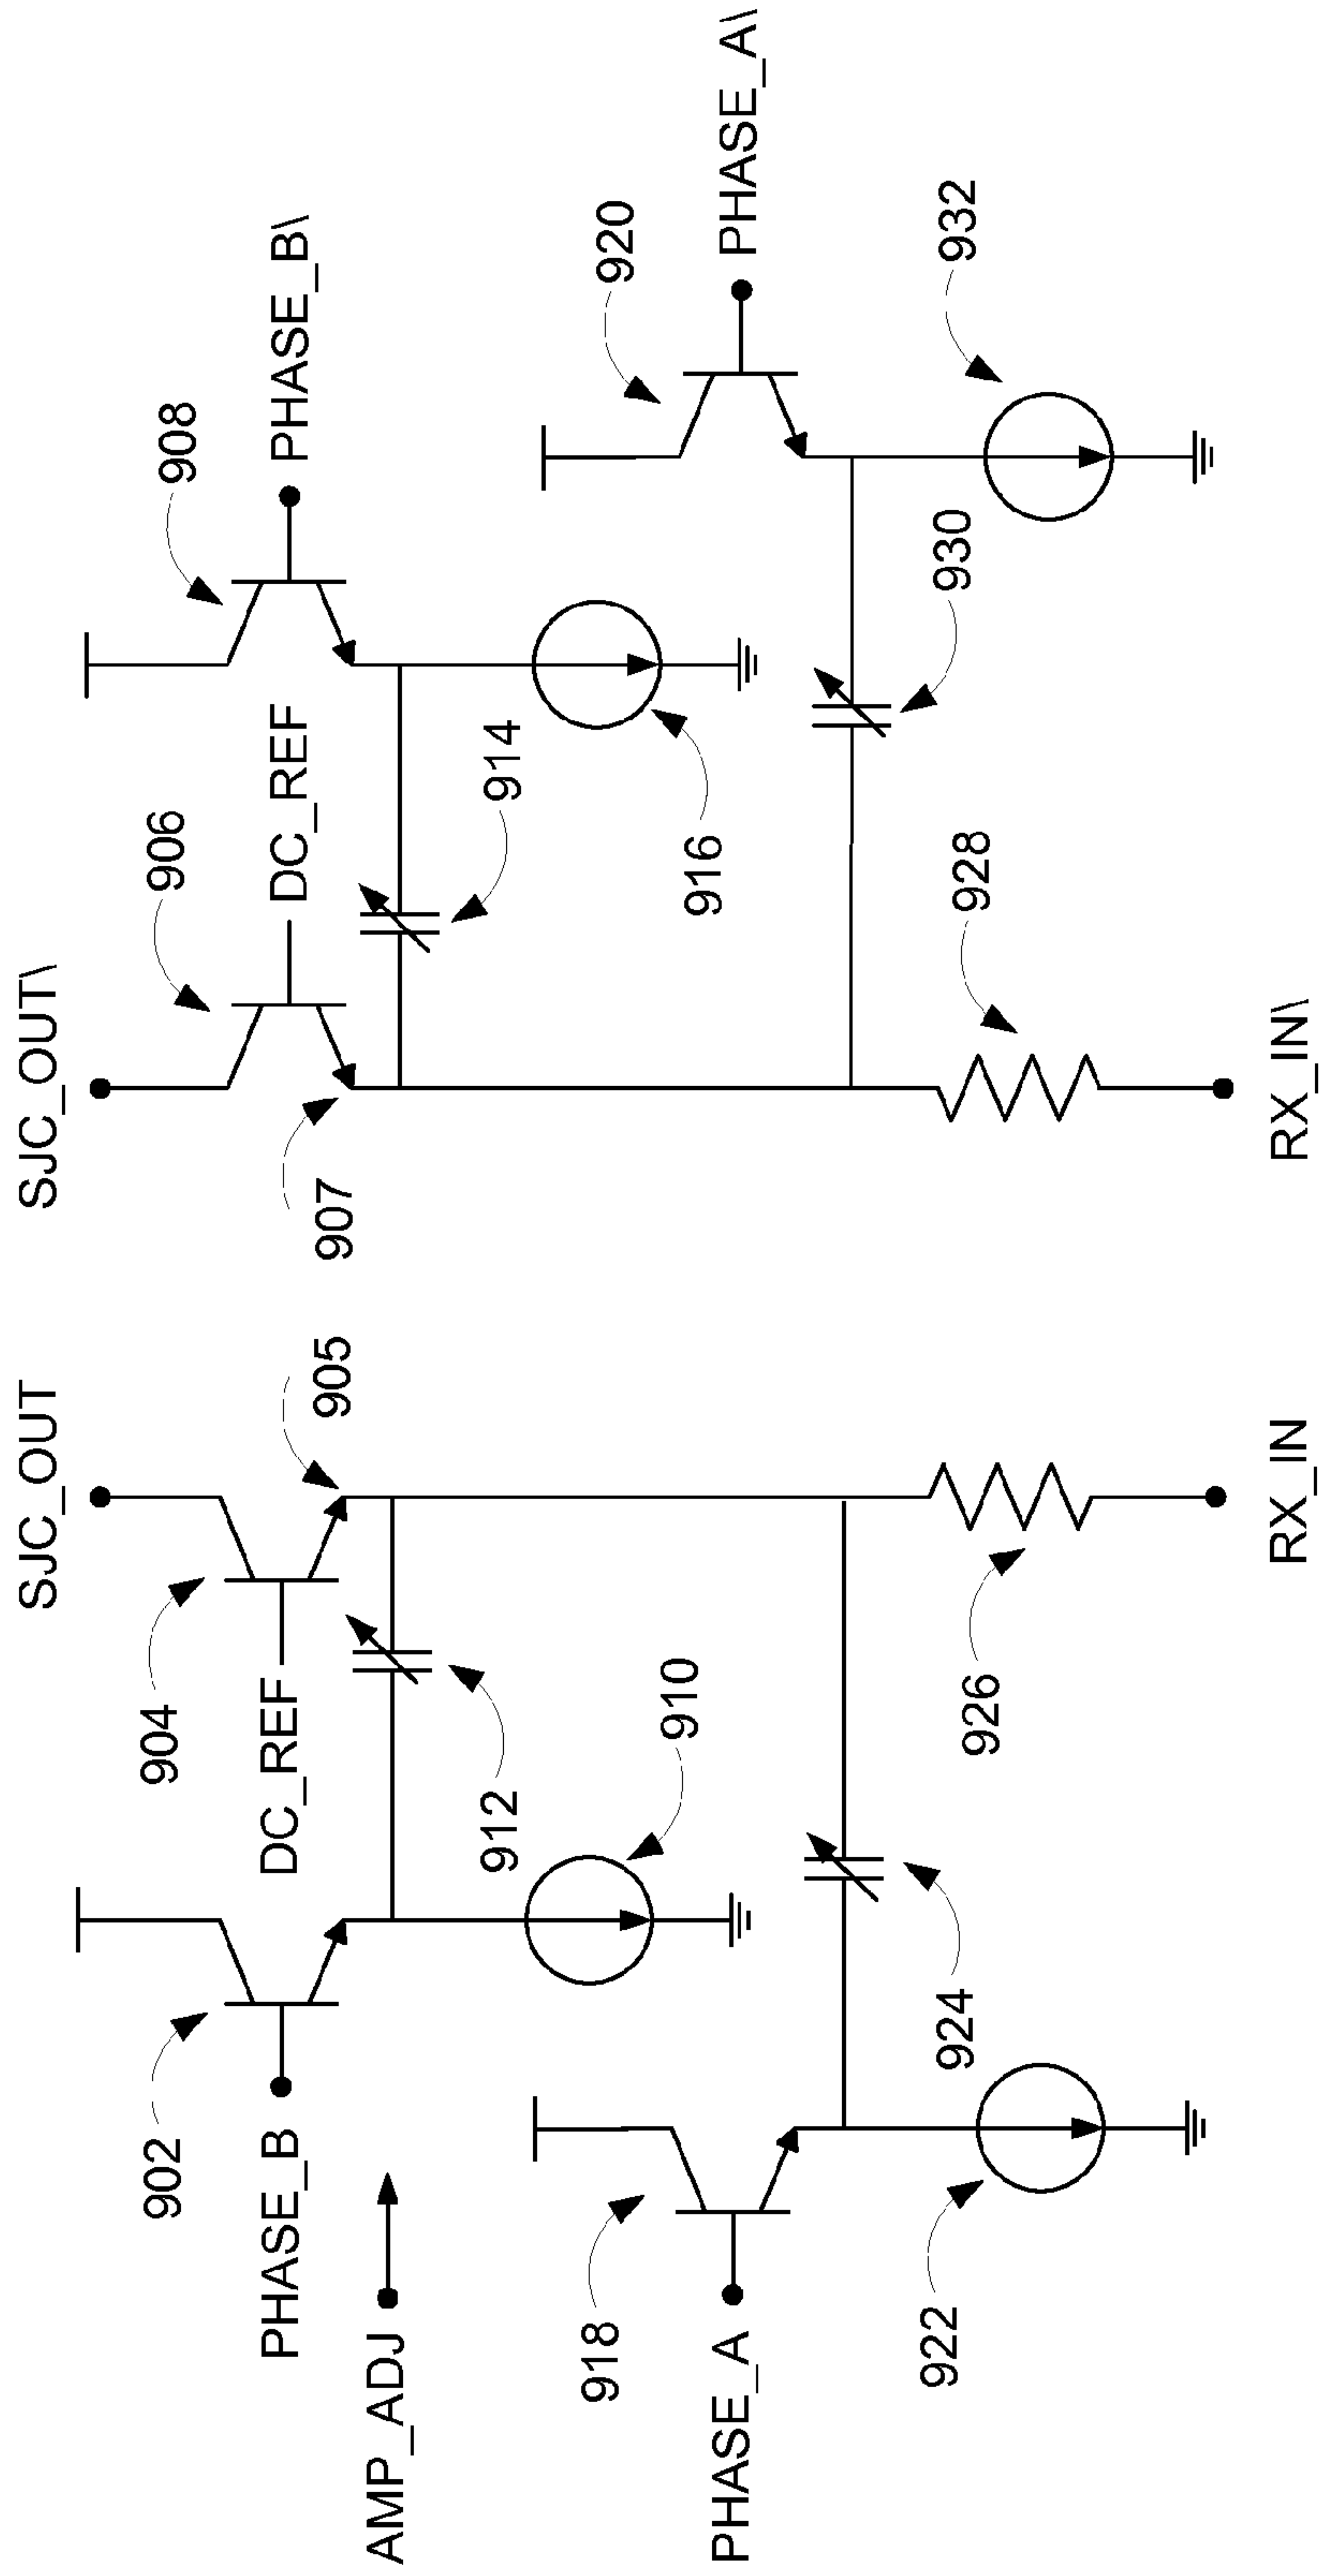 SJC_OUT
SJC_OUT\
902
904
905
907
906
908
PHASE_B
DC_REF
DC_REF
PHASE_B\
AMP_ADJ
912
910
914
916
918
920
PHASE_A
PHASE_A\
922
924
926
928
930
932
RX_IN
RX_IN\